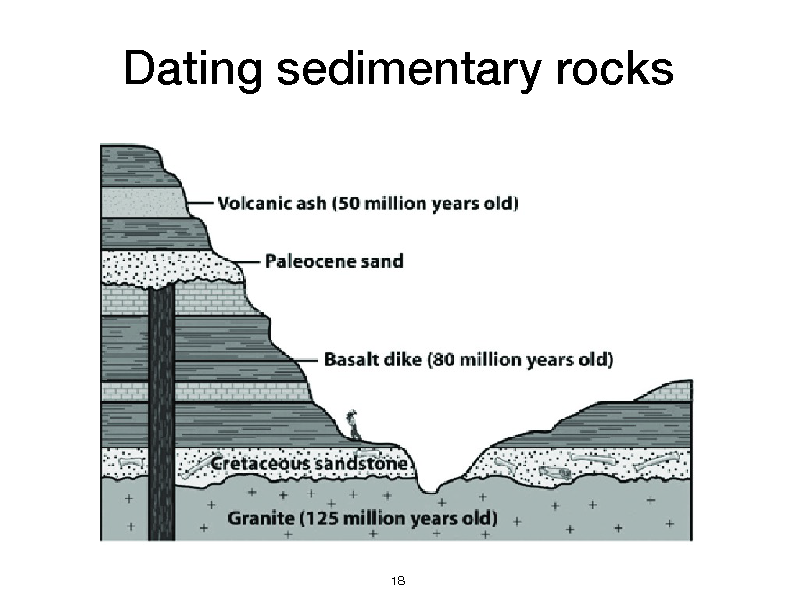 Dating sedimentary rocks
Volcanic ash (50 million years old)
Paleocene sand
Basalt dike (80 million years old)
Cretaceous sandstone
Granite (125 million years old)
18